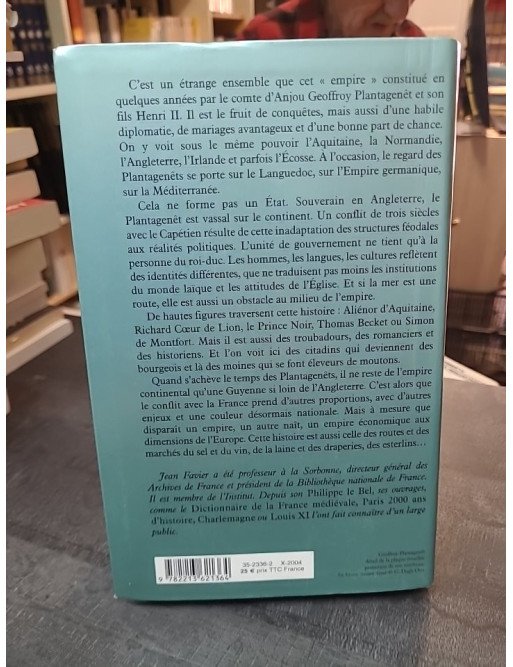 C'est un étrange ensemble que cet « empire » constitué en
quelques années par le comte d'Anjou Geoffroy Plantagenêt et son
fils Henri II. Il est le fruit de conquêtes, mais aussi d'une habile
diplomatie, de mariages avantageux et d'une bonne part de chance.
On y voit sous le même pouvoir l'Aquitaine, la Normandie,
l'Angleterre, l'Irlande et parfois l'Écosse. À l'occasion, le regard des
Plantagenêts se porte sur le Languedoc, sur l'Empire germanique,
sur la Méditerranée.
Cela ne forme pas un État. Souverain en Angleterre, le
Plantagenêt est vassal sur le continent. Un conflit de trois siècles
avec le Capétien résulte de cette inadaptation des structures féodales
aux réalités politiques. L'unité de gouvernement ne tient qu'à la
personne du roi-duc. Les hommes, les langues, les cultures reflètent
des identités différentes, que ne traduisent pas moins les institutions
du monde laïque et les attitudes de l'Église. Et si la mer est une
route, elle est aussi un obstacle au milieu de l'empire.
De hautes figures traversent cette histoire : Aliénor d'Aquitaine,
Richard Cœur de Lion, le Prince Noir, Thomas Becket ou Simon
de Montfort. Mais il est aussi des troubadours, des romanciers et
des historiens. Et l'on voit ici des citadins qui deviennent des
bourgeois et là des moines qui se font éleveurs de moutons.
Quand s'achève le temps des Plantagenêts, il ne reste de l'empire
continental qu'une Guyenne si loin de l'Angleterre. C'est alors que
le conflit avec la France prend d'autres proportions, avec d'autres
enjeux et une couleur désormais nationale. Mais à mesure que
disparaît un empire, un autre naît, un empire économique aux
dimensions de l'Europe. Cette histoire est aussi celle des routes et des
marchés du sel et du vin, de la laine et des draperies, des esterlins…
Jean Favier a été professeur à la Sorbonne, directeur général des
Archives de France et président de la Bibliothèque nationale de France.
Il est membre de l'Institut. Depuis son Philippe le Bel, ses ouvrages,
comme le Dictionnaire de la France médiévale, Paris 2000 ans
d'histoire, Charlemagne ou Louis XI l'ont fait connaître d'un large
public.
35-2336-2 X-2004
25 € prix TTC France
9 782213 621364
Geoffroy Plantagenêt